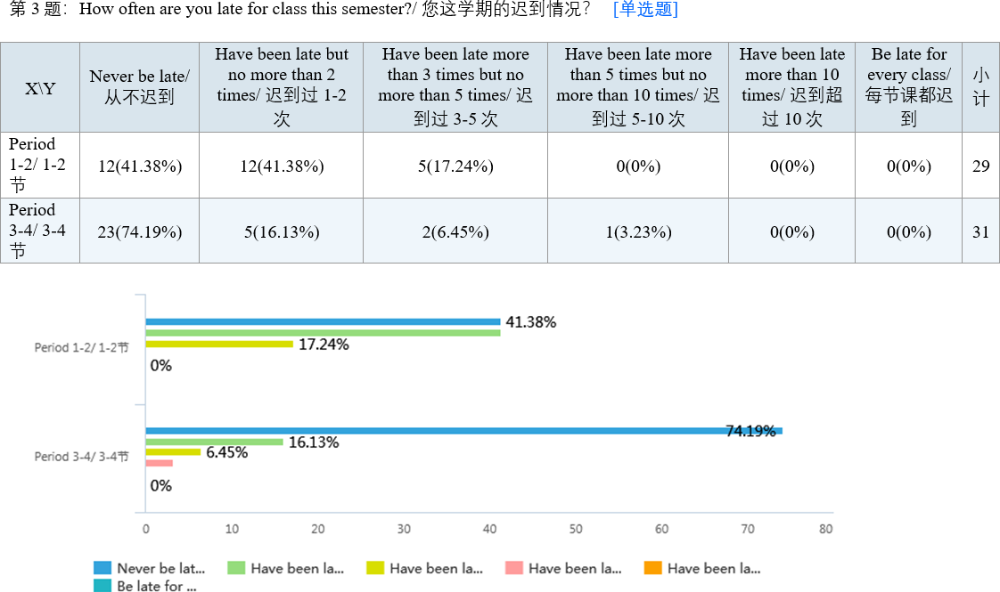 第 3 题：How often are you late for class this semester?/ 您这学期的迟到情况？ [单选题]
X\Y
Never be late/
从不迟到
Have been late but
no more than 2
times/ 迟到过 1-2
次
Have been late more
than 3 times but no
more than 5 times/ 迟
到过 3-5 次
Have been late more
than 5 times but no
more than 10 times/ 迟
到过 5-10 次
Have been late
more than 10
times/ 迟到超
过 10 次
Be late for
every class/
每节课都迟
到
小
计
Period
1-2/ 1-2
节
12(41.38%)
12(41.38%)
5(17.24%)
0(0%)
0(0%)
0(0%)
29
Period
3-4/ 3-4
节
23(74.19%)
5(16.13%)
2(6.45%)
1(3.23%)
0(0%)
0(0%)
31
41.38%
Period 1-2/ 1-2节
17.24%
0%
74.19%
16.13%
Period 3-4/ 3-4节
6.45%
0%
0 10 20 30 40 50 60 70 80
Never be lat... Have been la... Have been la... Have been la... Have been la...
Be late for ...